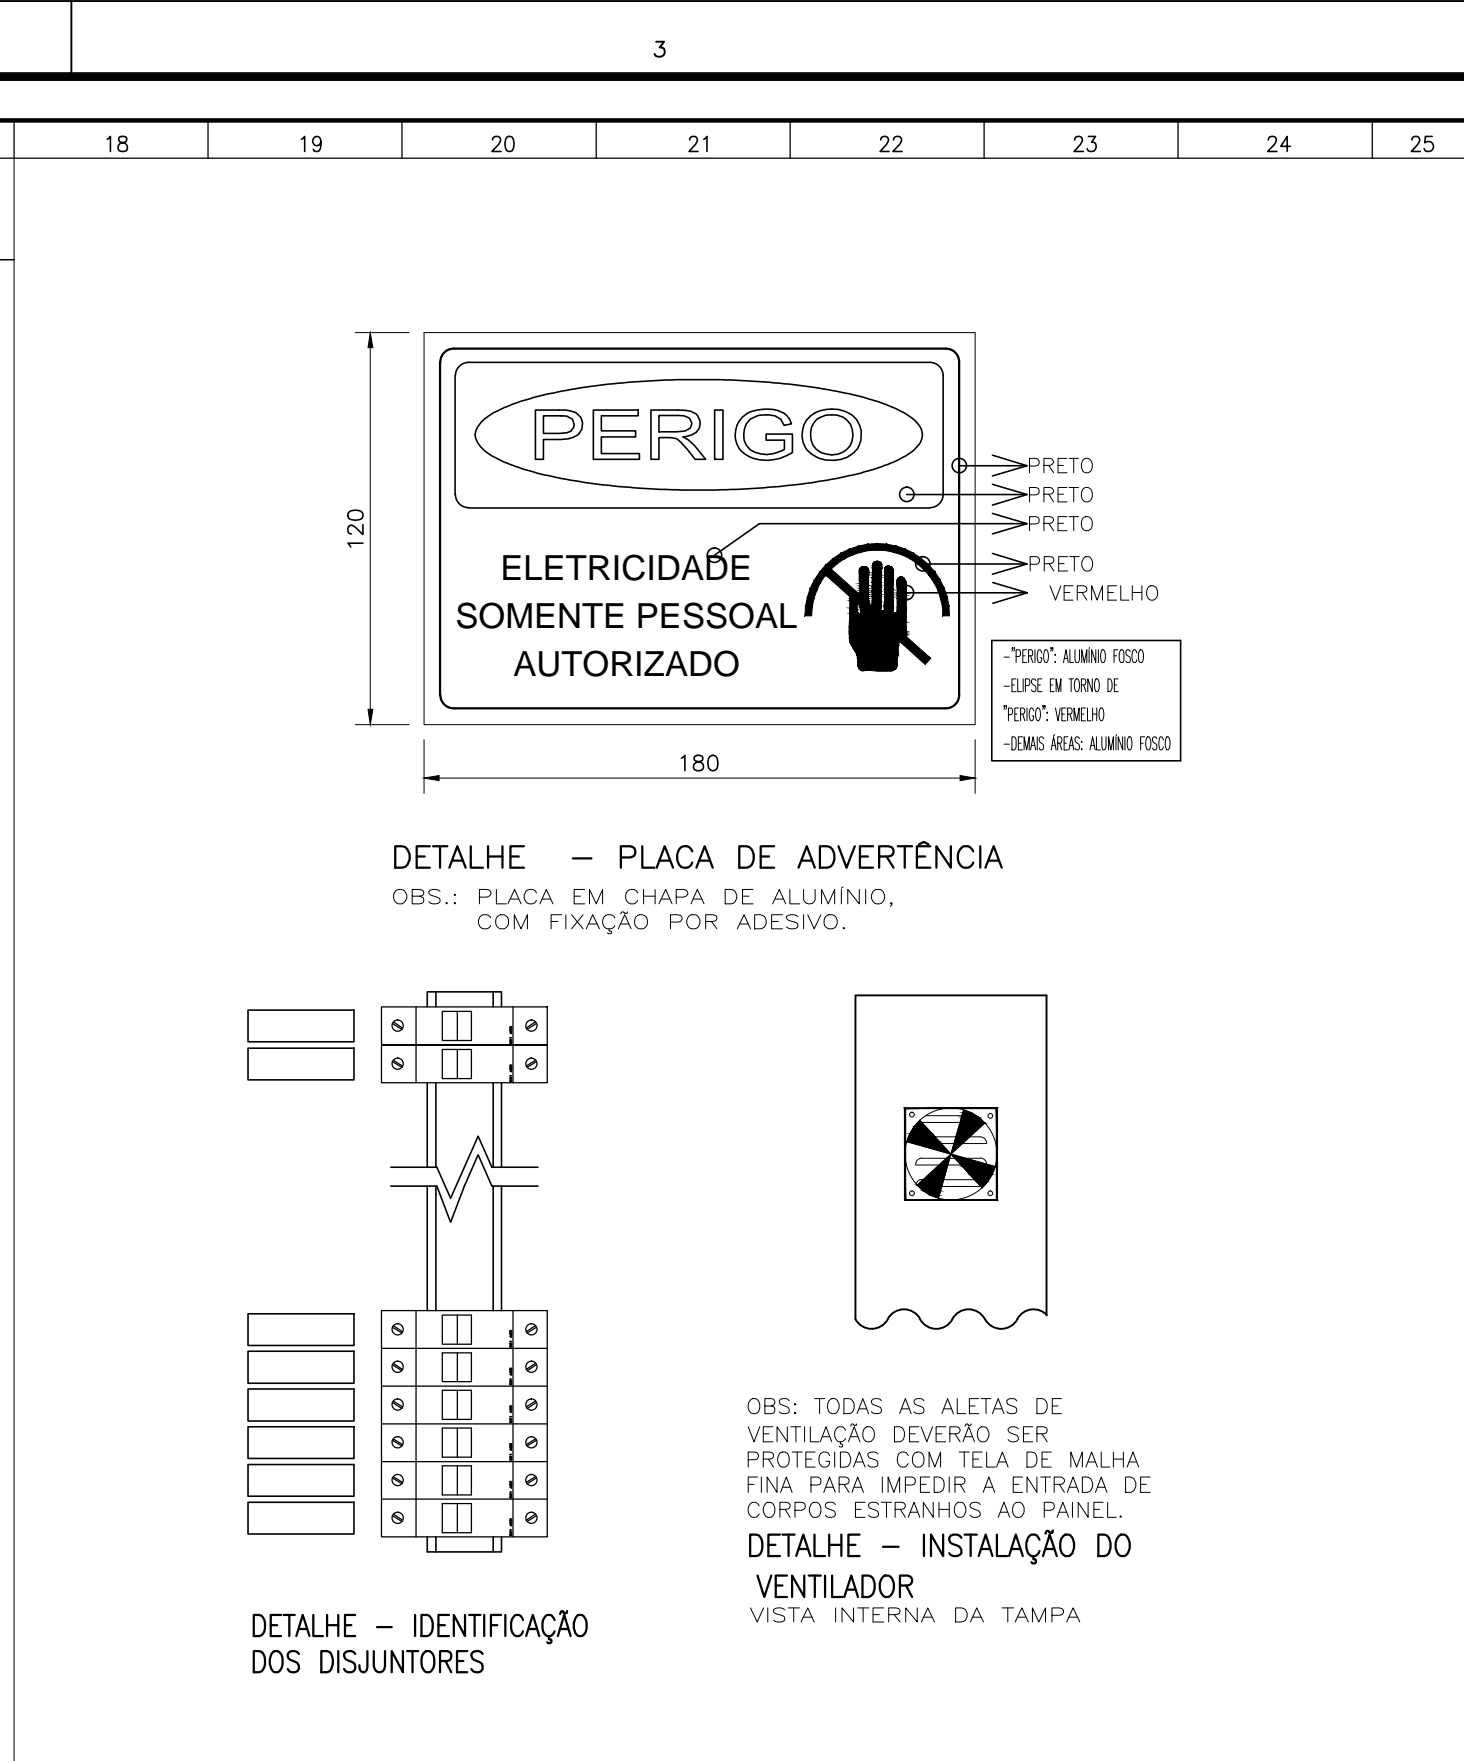 3
18 19 20 21 22 23 24 25
PERIGO
ELETRICIDADE
SOMENTE PESSOAL
AUTORIZADO
PRETO
PRETO
PRETO
PRETO
VERMELHO
-"PERIGO": ALUMÍNIO FOSCO
-ELIPSE EM TORNO DE
"PERIGO": VERMELHO
-DEMAIS ÁREAS: ALUMÍNIO FOSCO
120
180
DETALHE - PLACA DE ADVERTÊNCIA
OBS.: PLACA EM CHAPA DE ALUMÍNIO,
COM FIXAÇÃO POR ADESIVO.
DETALHE - IDENTIFICAÇÃO
DOS DISJUNTORES
OBS: TODAS AS ALETAS DE
VENTILAÇÃO DEVERÃO SER
PROTEGIDAS COM TELA DE MALHA
FINA PARA IMPEDIR A ENTRADA DE
CORPOS ESTRANHOS AO PAINEL.
DETALHE - INSTALAÇÃO DO
VENTILADOR
VISTA INTERNA DA TAMPA